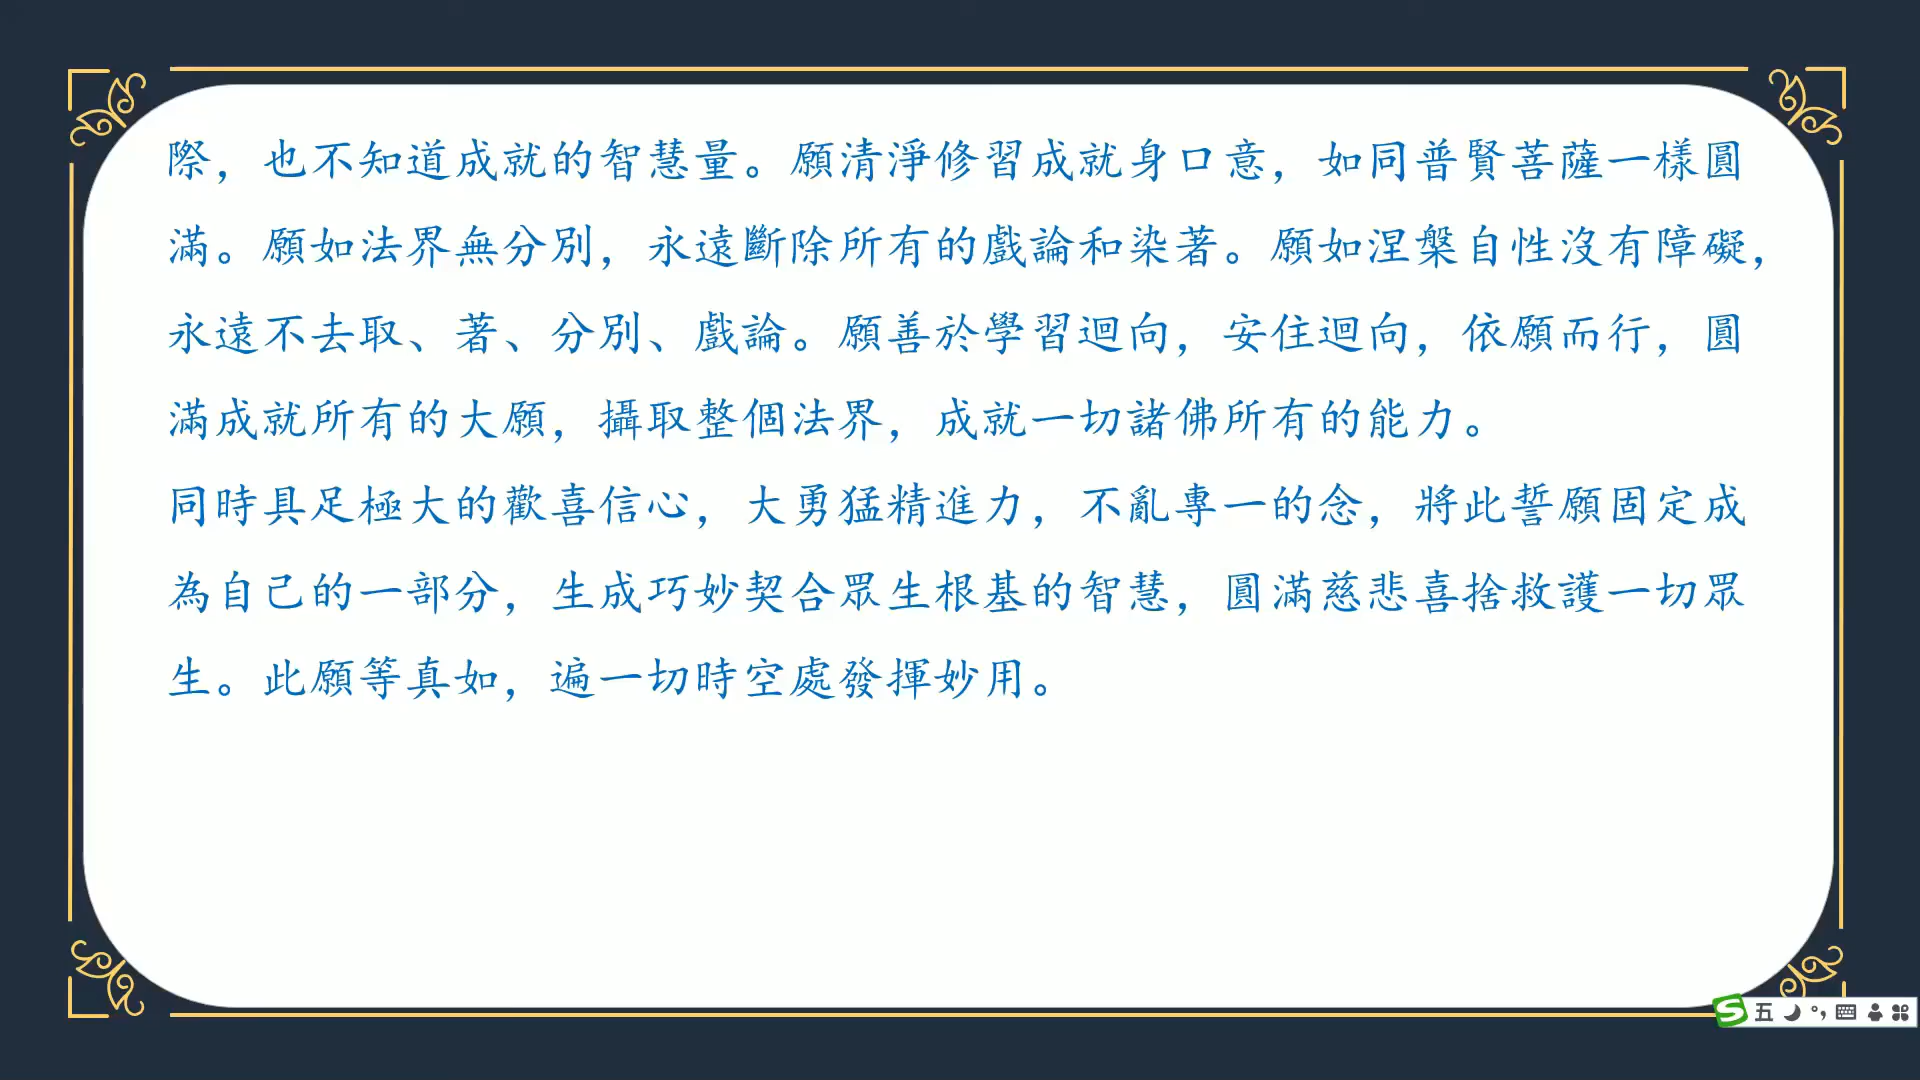 際，也不知道成就的智慧量。願清淨修習成就身口意，如同普賢菩薩一樣圓
滿。願如法界無分別，永遠斷除所有的戲論和染著。願如涅槃自性沒有障礙，
永遠不去取、著、分別、戲論。願善於學習迴向，安住迴向，依願而行，圓
滿成就所有的大願，攝取整個法界，成就一切諸佛所有的能力。
同時具足極大的歡喜信心，大勇猛精進力，不亂專一的念，將此誓願固定成
為自己的一部分，生成巧妙契合眾生根基的智慧，圓滿慈悲喜捨救護一切眾
生。此願等真如，遍一切時空處發揮妙用。
S 五